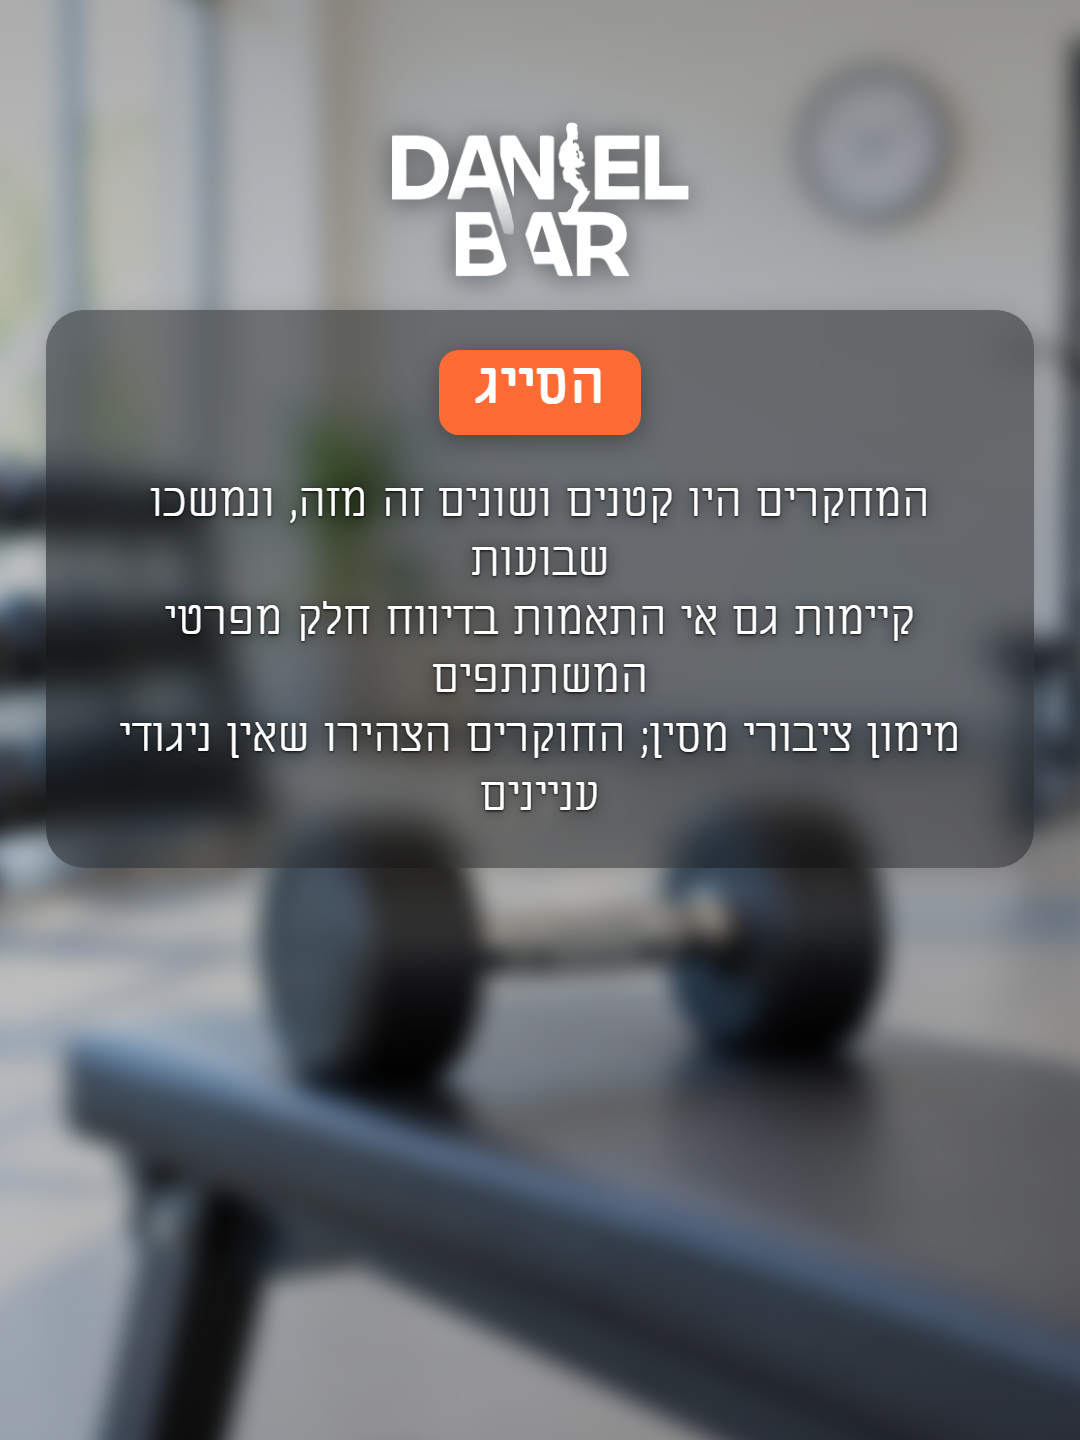 DANIEL
BAR
הסייג
המחקרים היו קטנים ושונים זה מזה, ונמשכו
שבועות
קיימות גם אי התאמות בדיווח חלק מפרטי
המשתתפים
מימון ציבורי מסין; החוקרים הצהירו שאין ניגודי
עניינים